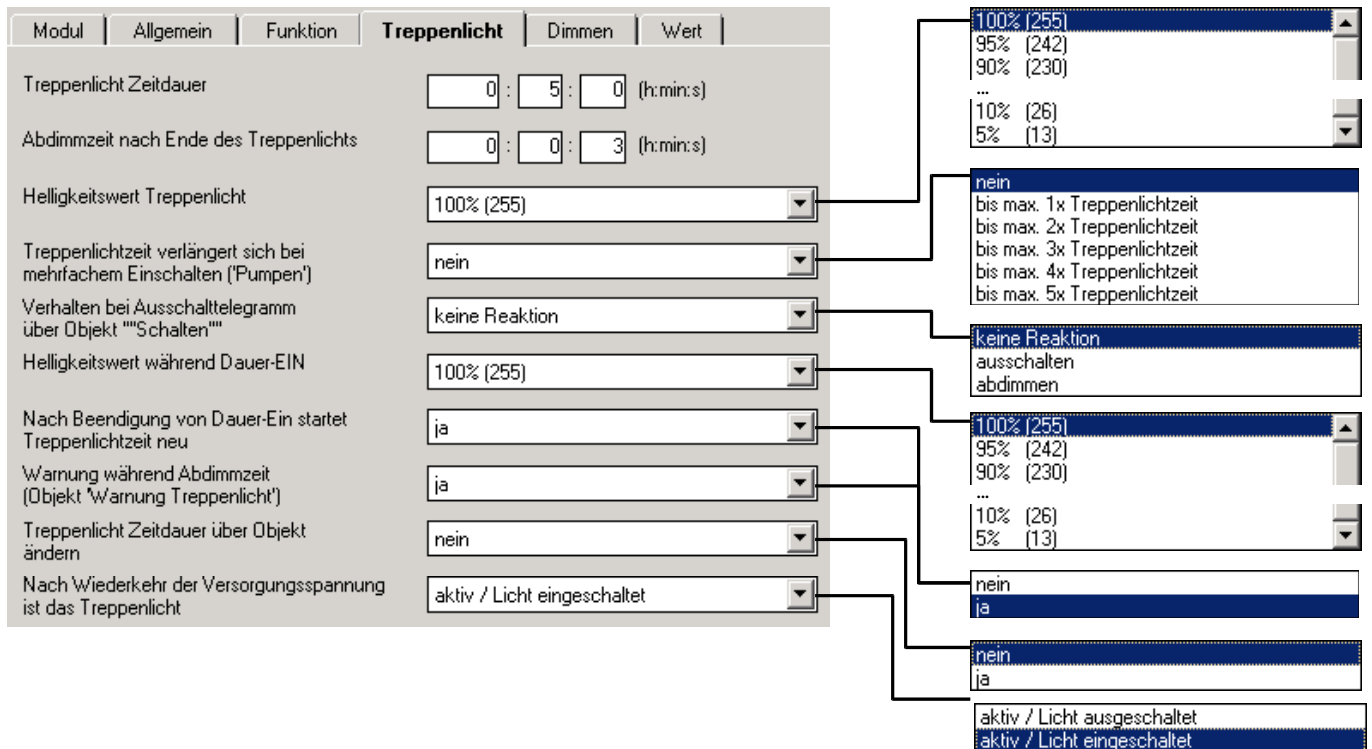 Modul Allgemein Funktion Treppenlicht Dimmen Wert
Treppenlicht Zeitdauer 0 : 5 : 0 (h:min:s)
Abdimmzeit nach Ende des Treppenlichts 0 : 0 : 3 (h:min:s)
Helligkeitswert Treppenlicht 100% (255)
Treppenlichtzeit verlängert sich bei
mehrfachem Einschalten ('Pumpen') nein
Verhalten bei Ausschalttelegramm
über Objekt ""Schalten"" keine Reaktion
Helligkeitswert während Dauer-EIN 100% (255)
Nach Beendigung von Dauer-Ein startet
Treppenlichtzeit neu ja
Warnung während Abdimmzeit
(Objekt 'Warnung Treppenlicht') ja
Treppenlicht Zeitdauer über Objekt
ändern nein
Nach Wiederkehr der Versorgungsspannung
ist das Treppenlicht aktiv / Licht eingeschaltet
100% (255)
95% (242)
90% (230)
...
10% (26)
5% (13)
nein
bis max. 1x Treppenlichtzeit
bis max. 2x Treppenlichtzeit
bis max. 3x Treppenlichtzeit
bis max. 4x Treppenlichtzeit
bis max. 5x Treppenlichtzeit
keine Reaktion
ausschalten
abdimmen
100% (255)
95% (242)
90% (230)
...
10% (26)
5% (13)
nein
ja
nein
ja
aktiv / Licht ausgeschaltet
aktiv / Licht eingeschaltet